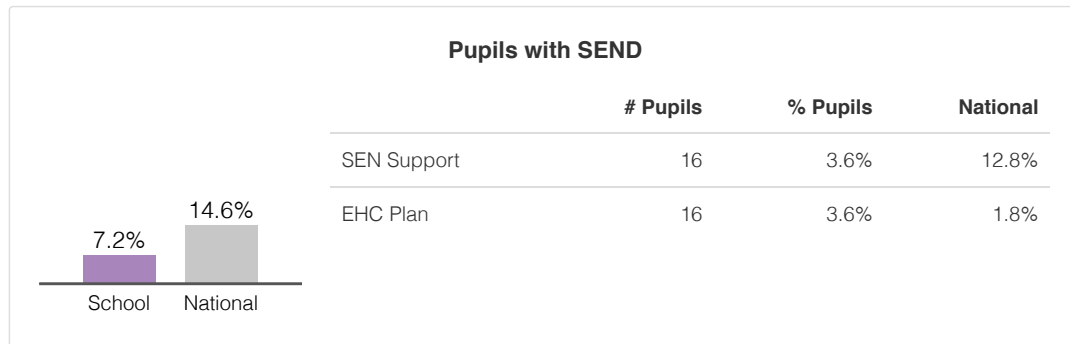 Pupils with SEND
# Pupils % Pupils National
SEN Support 16 3.6% 12.8%
EHC Plan 16 3.6% 1.8%
14.6%
7.2%
School National